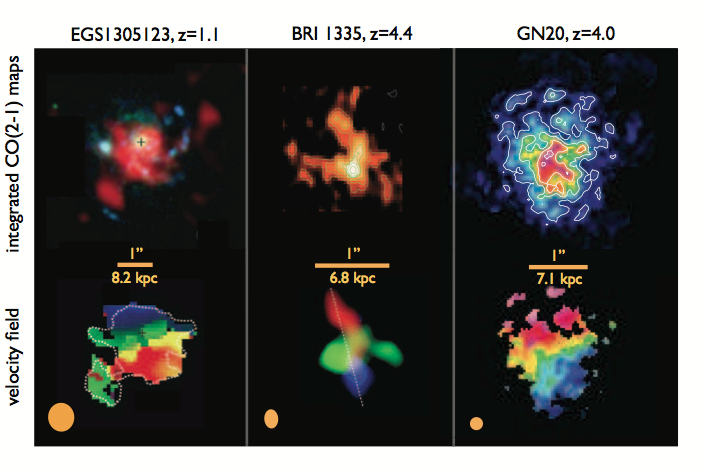 EGS1305123, z=1.1
BR1 1335, z=4.4
GN20, z=4.0
integrated CO(2-1) maps
1”
8.2 kpc
1”
6.8 kpc
1”
7.1 kpc
velocity field